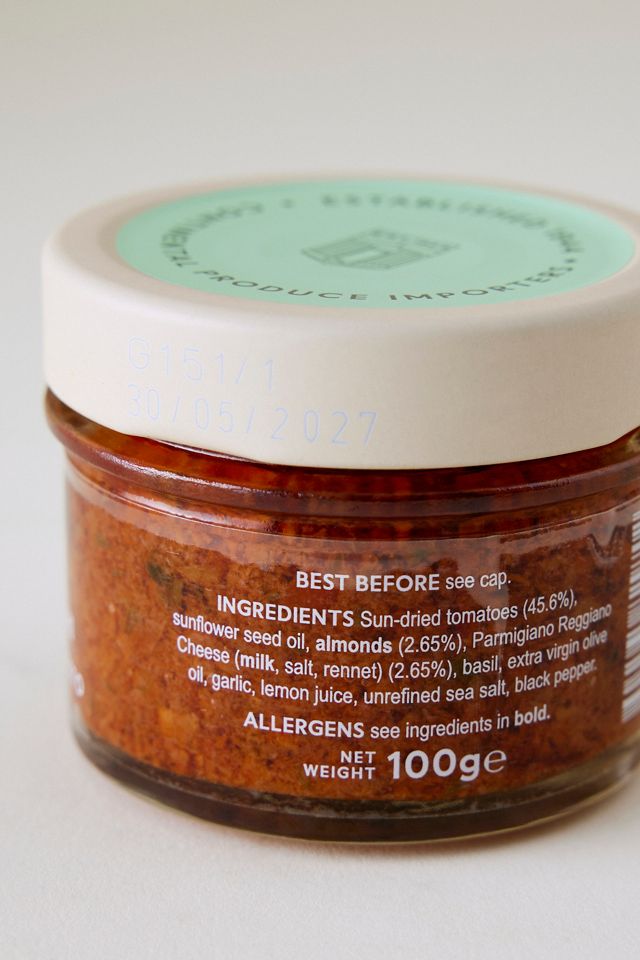 CONTINENTAL PRODUCE IMPORTERS • ESTABLISHED
G151/1
30/05/2027
BEST BEFORE see cap.
INGREDIENTS Sun-dried tomatoes (45.6%),
sunflower seed oil, almonds (2.65%), Parmigiano Reggiano
Cheese (milk, salt, rennet) (2.65%), basil, extra virgin olive
oil, garlic, lemon juice, unrefined sea salt, black pepper.
ALLERGENS see ingredients in bold.
NET
WEIGHT 100g℮